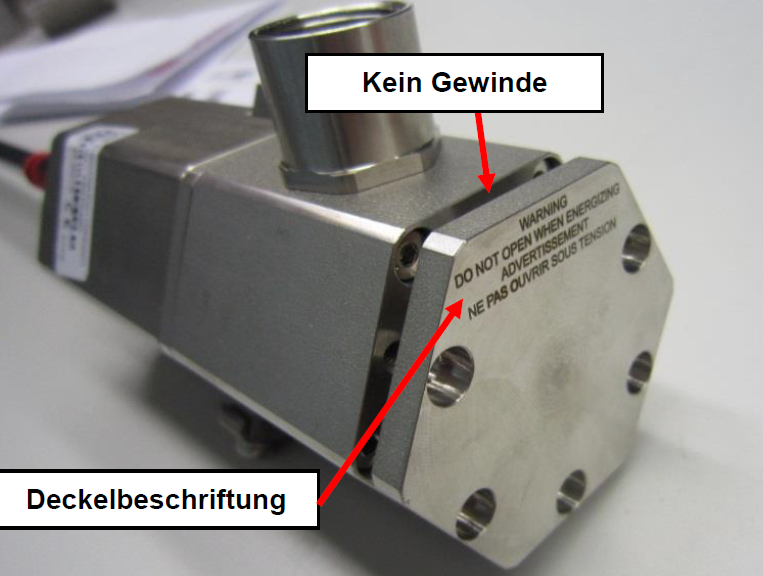 Kein Gewinde
WARNING
DO NOT OPEN WHEN ENERGIZING
ADVERTISSEMENT
NE PAS OUVRIR SOUS TENSION
Deckelbeschriftung